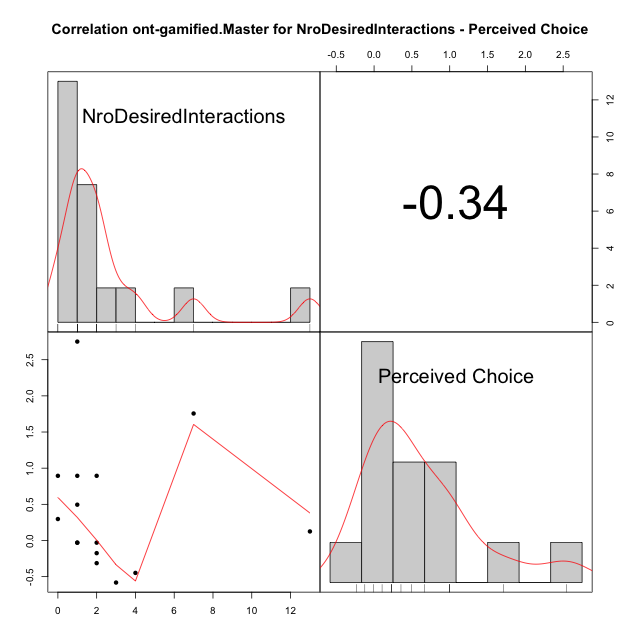 Correlation ont-gamified.Master for NroDesiredInteractions - Perceived Choice
-0.5 0.0 0.5 1.0 1.5 2.0 2.5
NroDesiredInteractions
-0.34
0 2 4 6 8 10 12
Perceived Choice
-0.5 0.0 0.5 1.0 1.5 2.0 2.5
0 2 4 6 8 10 12